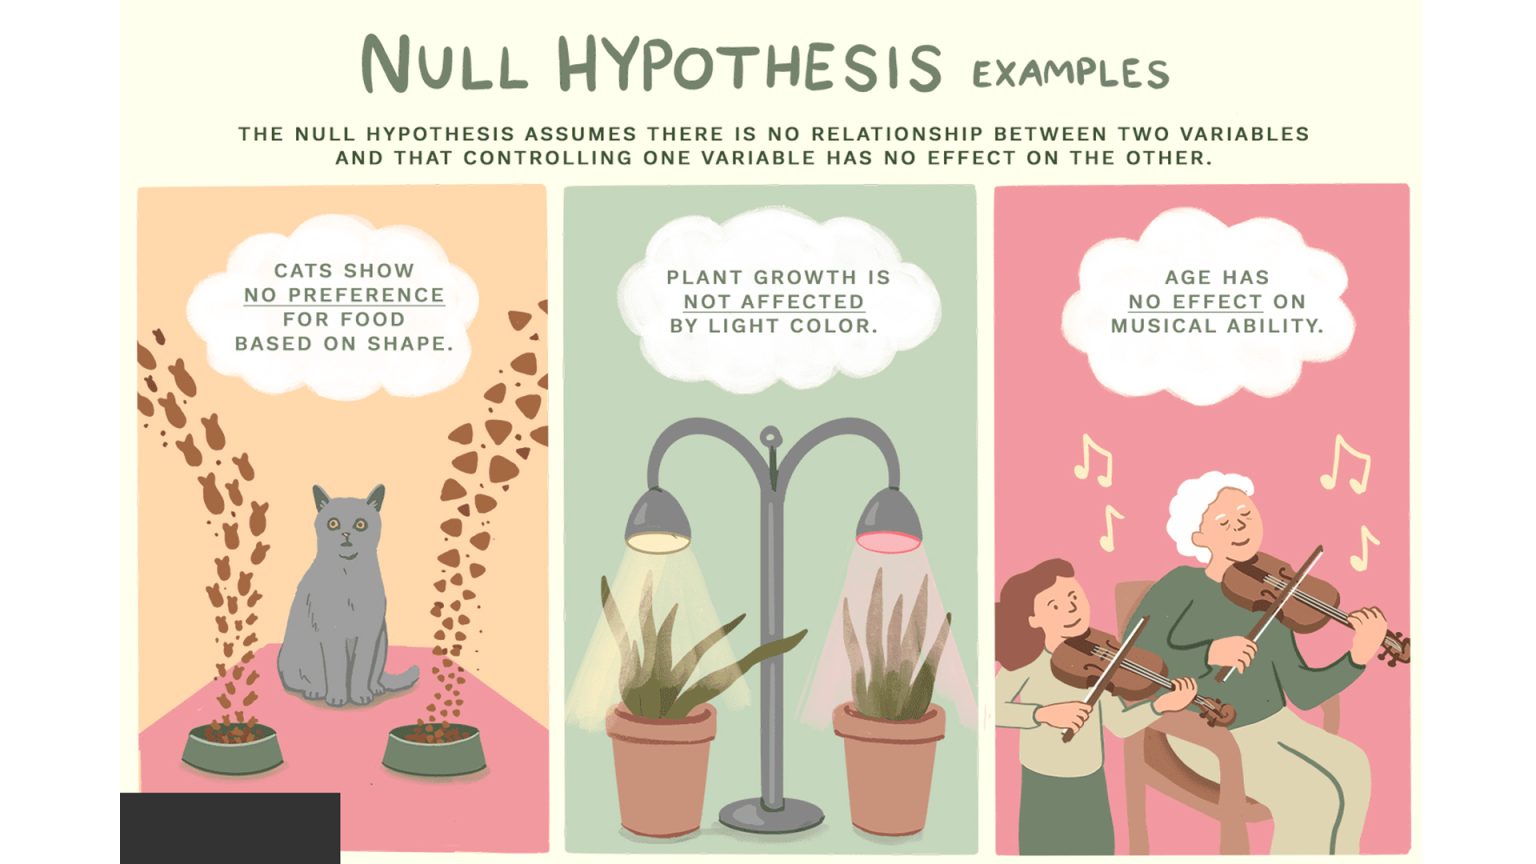 NULL HYPOTHESIS EXAMPLES
THE NULL HYPOTHESIS ASSUMES THERE IS NO RELATIONSHIP BETWEEN TWO VARIABLES
AND THAT CONTROLLING ONE VARIABLE HAS NO EFFECT ON THE OTHER.
CATS SHOW
NO PREFERENCE
FOR FOOD
BASED ON SHAPE.
PLANT GROWTH IS
NOT AFFECTED
BY LIGHT COLOR.
AGE HAS
NO EFFECT ON
MUSICAL ABILITY.